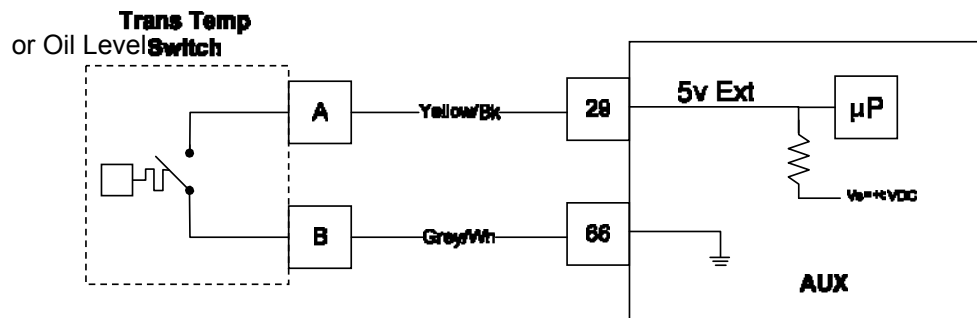 Trans Temp
or Oil Level Switch
A
Yellow/Bk
29
5v Ext
µP
B
Grey/Wh
66
AUX